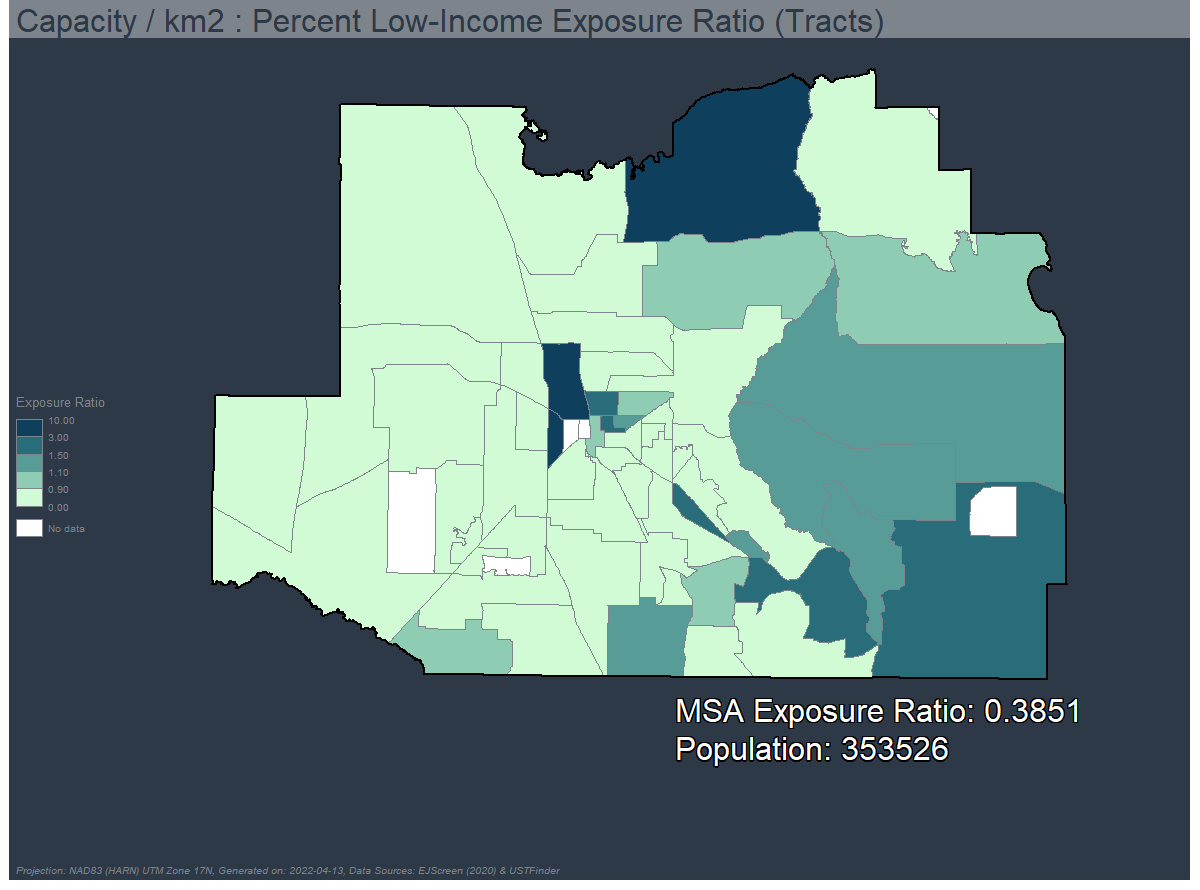 Capacity / km2 : Percent Low-Income Exposure Ratio (Tracts)
Exposure Ratio
10.00
3.00
1.50
1.10
0.90
0.00
No data
MSA Exposure Ratio: 0.3851
Population: 353526
Projection: NAD83 (HARN) UTM Zone 17N, Generated on: 2022-04-13, Data Sources: EJScreen (2020) & USTFinder